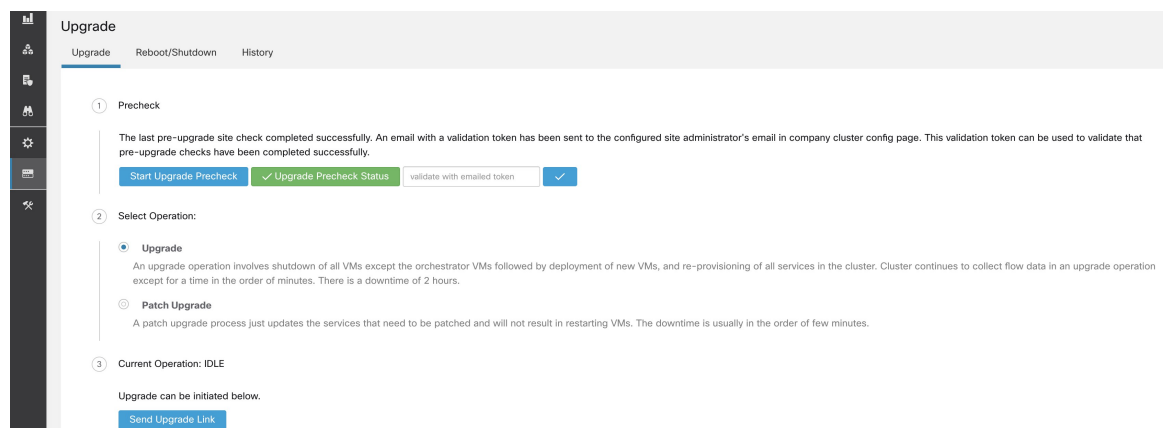 Upgrade
Upgrade Reboot/Shutdown History
1 Precheck
The last pre-upgrade site check completed successfully. An email with a validation token has been sent to the configured site administrator's email in company cluster config page. This validation token can be used to validate that
pre-upgrade checks have been completed successfully.
Start Upgrade Precheck Upgrade Precheck Status validate with emailed token
2 Select Operation:
Upgrade
An upgrade operation involves shutdown of all VMs except the orchestrator VMs followed by deployment of new VMs, and re-provisioning of all services in the cluster. Cluster continues to collect flow data in an upgrade operation
except for a time in the order of minutes. There is a downtime of 2 hours.
Patch Upgrade
A patch upgrade process just updates the services that need to be patched and will not result in restarting VMs. The downtime is usually in the order of few minutes.
3 Current Operation: IDLE
Upgrade can be initiated below.
Send Upgrade Link